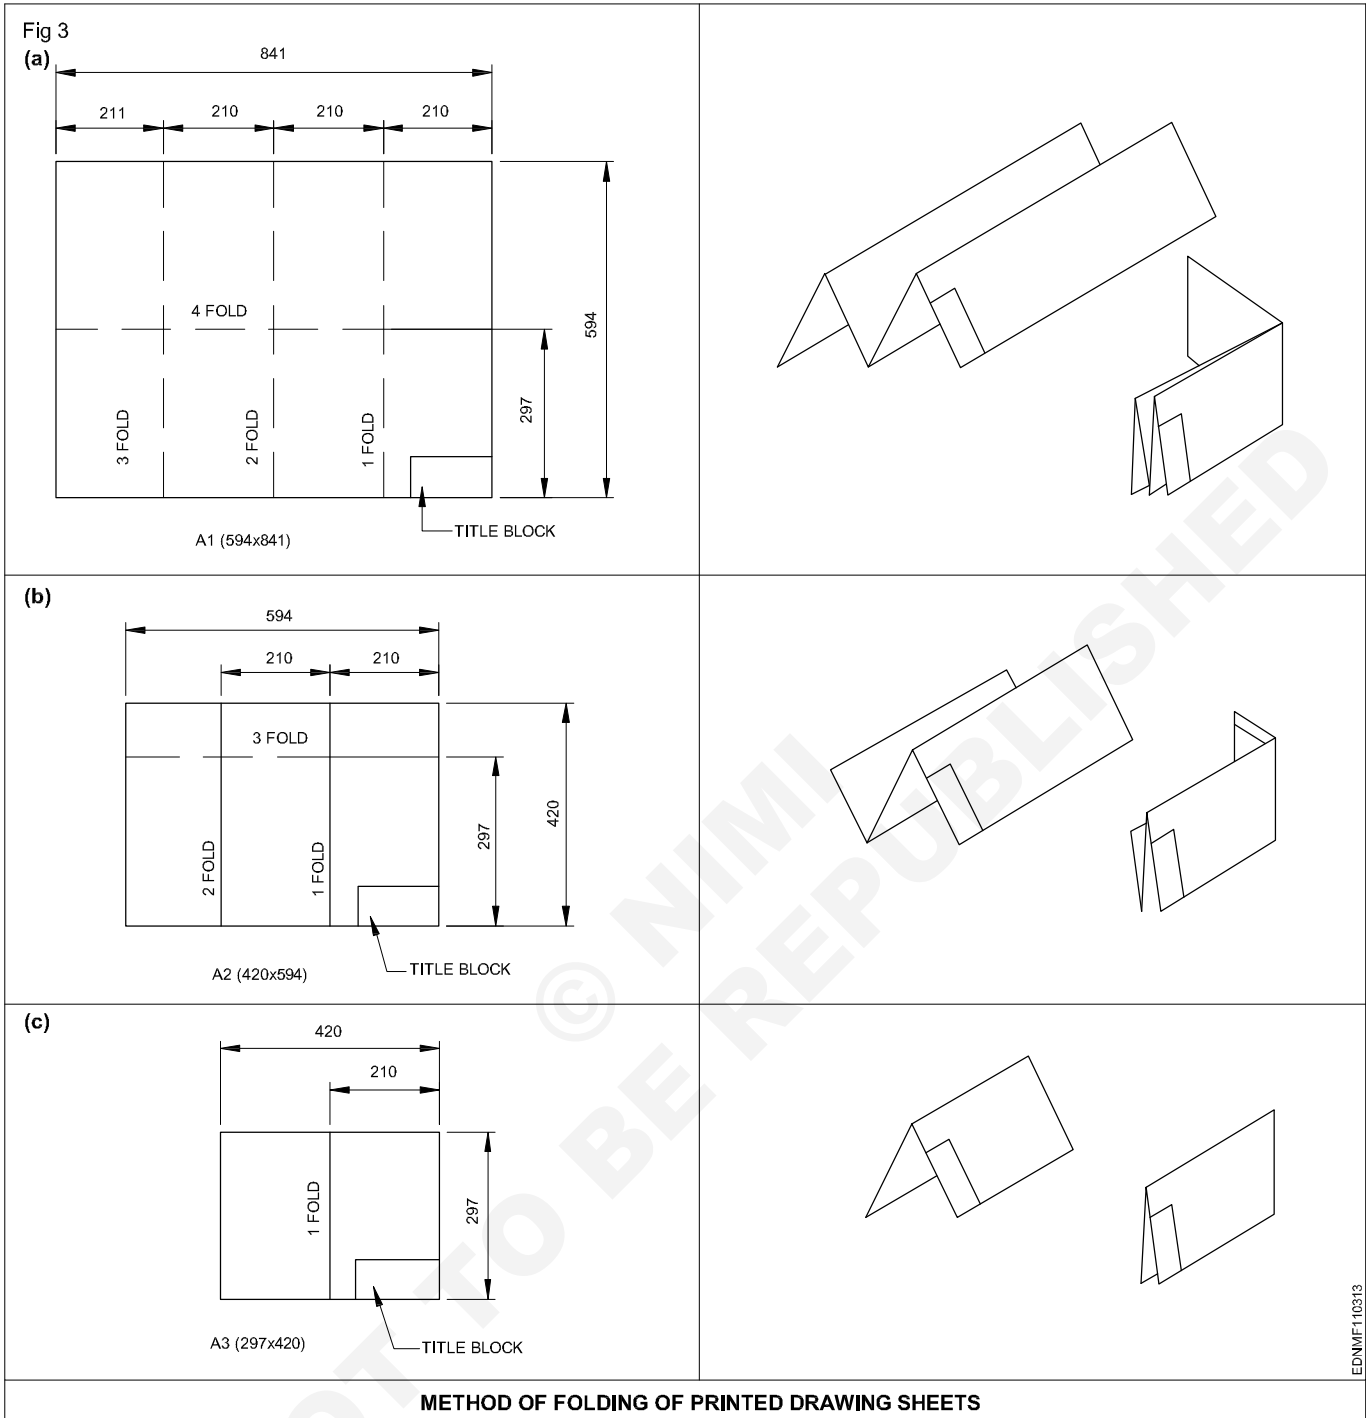 Fig 3
(a)
841
211 210 210 210
4 FOLD
594
297
3 FOLD
2 FOLD
1 FOLD
TITLE BLOCK
A1 (594x841)
(b)
594
210 210
3 FOLD
420
297
2 FOLD
1 FOLD
TITLE BLOCK
A2 (420x594)
(c)
420
210
1 FOLD
297
A3 (297x420)
TITLE BLOCK
EDNMF110313
METHOD OF FOLDING OF PRINTED DRAWING SHEETS
© NIMI
NOT TO BE REPUBLISHED